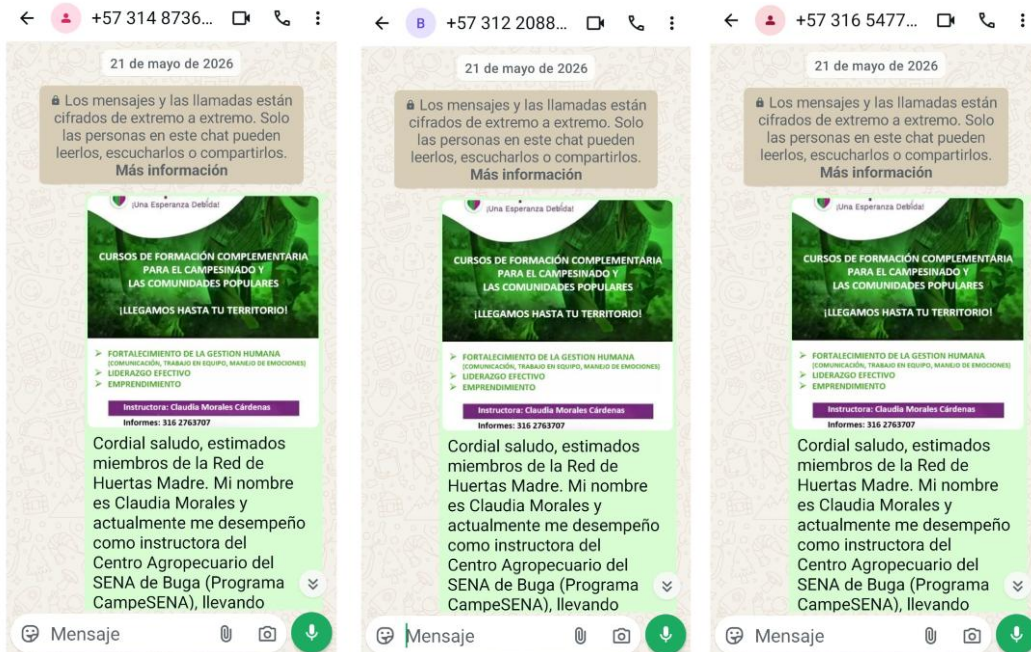 +57 314 8736...
21 de mayo de 2026
Los mensajes y las llamadas están
cifrados de extremo a extremo. Solo
las personas en este chat pueden
leerlos, escucharlos o compartirlos.
Más información
¡Una Esperanza Debida!
CURSOS DE FORMACIÓN COMPLEMENTARIA
PARA EL CAMPESINADO Y
LAS COMUNIDADES POPULARES
¡LLEGAMOS HASTA TU TERRITORIO!
FORTALECIMIENTO DE LA GESTION HUMANA
(COMUNICACIÓN, TRABAJO EN EQUIPO, MANEJO DE EMOCIONES)
LIDERAZGO EFECTIVO
EMPRENDIMIENTO
Instructora: Claudia Morales Cárdenas
Informes: 316 2763707
Cordial saludo, estimados
miembros de la Red de
Huertas Madre. Mi nombre
es Claudia Morales y
actualmente me desempeño
como instructora del
Centro Agropecuario del
SENA de Buga (Programa
CampeSENA), llevando
Mensaje
B
+57 312 2088...
21 de mayo de 2026
Los mensajes y las llamadas están
cifrados de extremo a extremo. Solo
las personas en este chat pueden
leerlos, escucharlos o compartirlos.
Más información
¡Una Esperanza Debida!
CURSOS DE FORMACIÓN COMPLEMENTARIA
PARA EL CAMPESINADO Y
LAS COMUNIDADES POPULARES
¡LLEGAMOS HASTA TU TERRITORIO!
FORTALECIMIENTO DE LA GESTION HUMANA
(COMUNICACIÓN, TRABAJO EN EQUIPO, MANEJO DE EMOCIONES)
LIDERAZGO EFECTIVO
EMPRENDIMIENTO
Instructora: Claudia Morales Cárdenas
Informes: 316 2763707
Cordial saludo, estimados
miembros de la Red de
Huertas Madre. Mi nombre
es Claudia Morales y
actualmente me desempeño
como instructora del
Centro Agropecuario del
SENA de Buga (Programa
CampeSENA), llevando
Mensaje
+57 316 5477...
21 de mayo de 2026
Los mensajes y las llamadas están
cifrados de extremo a extremo. Solo
las personas en este chat pueden
leerlos, escucharlos o compartirlos.
Más información
¡Una Esperanza Debida!
CURSOS DE FORMACIÓN COMPLEMENTARIA
PARA EL CAMPESINADO Y
LAS COMUNIDADES POPULARES
¡LLEGAMOS HASTA TU TERRITORIO!
FORTALECIMIENTO DE LA GESTION HUMANA
(COMUNICACIÓN, TRABAJO EN EQUIPO, MANEJO DE EMOCIONES)
LIDERAZGO EFECTIVO
EMPRENDIMIENTO
Instructora: Claudia Morales Cárdenas
Informes: 316 2763707
Cordial saludo, estimados
miembros de la Red de
Huertas Madre. Mi nombre
es Claudia Morales y
actualmente me desempeño
como instructora del
Centro Agropecuario del
SENA de Buga (Programa
CampeSENA), llevando
Mensaje